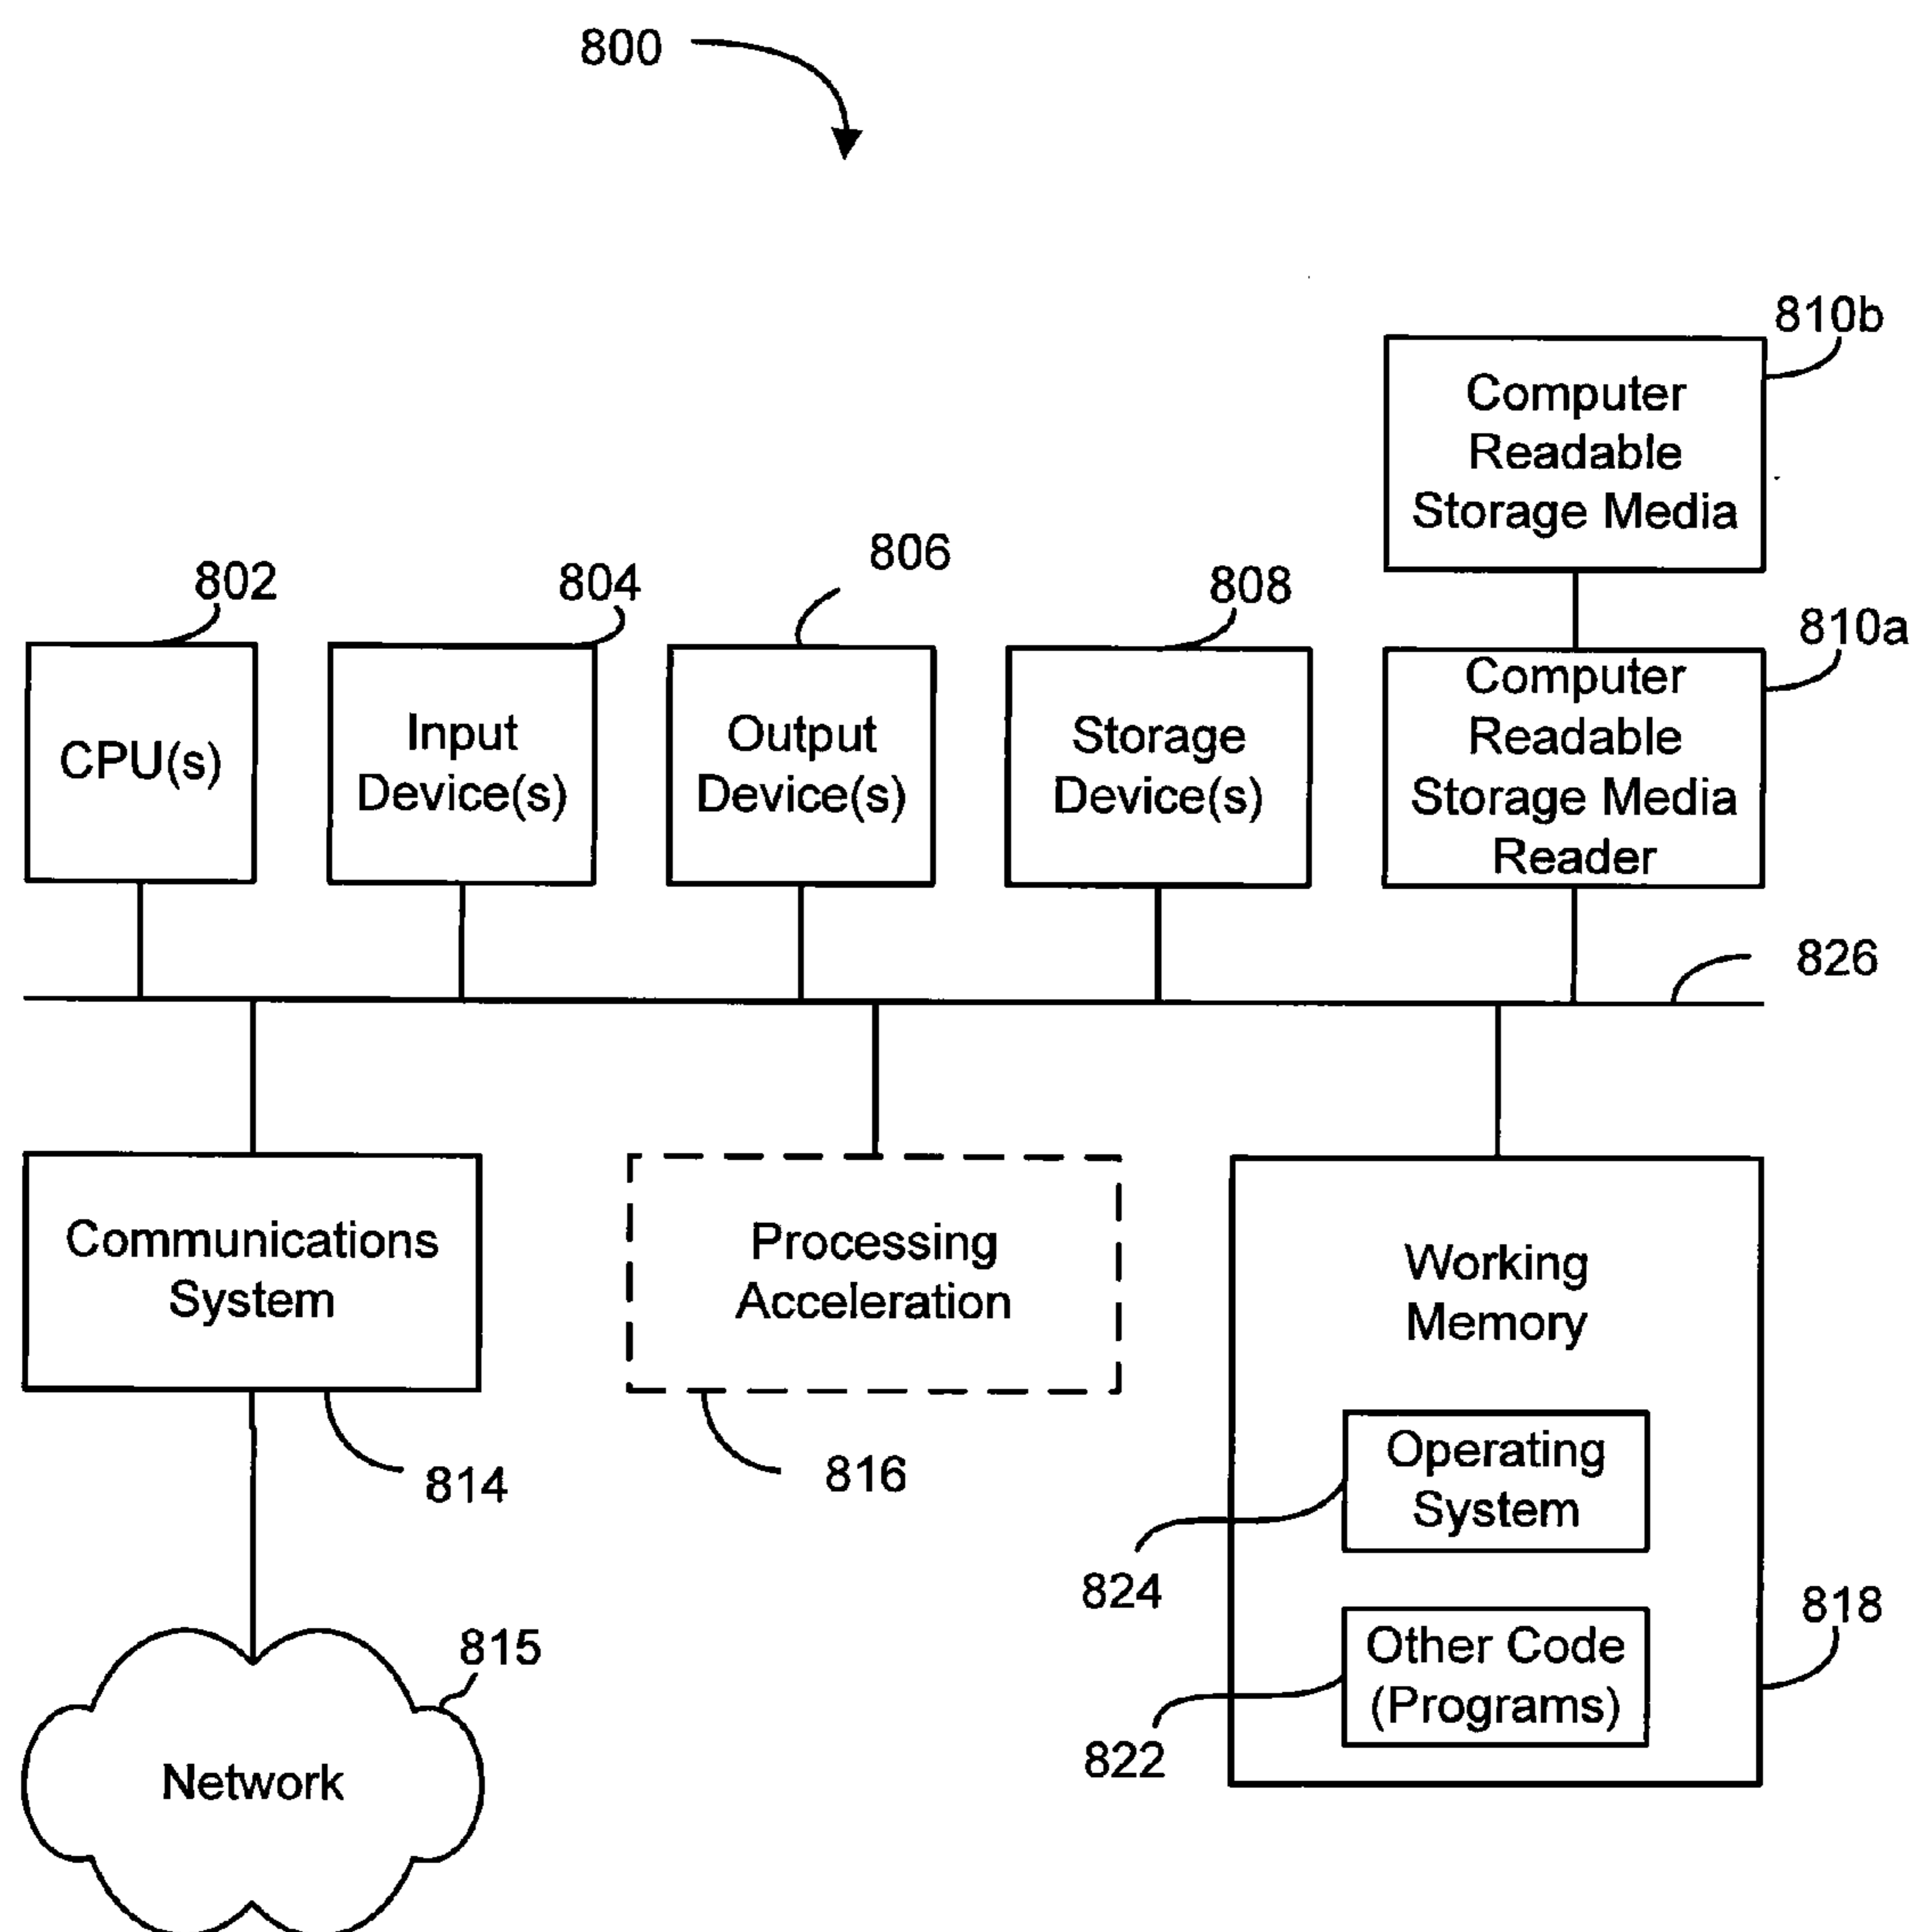 800
810b
Computer
Readable
Storage Media
802
804
806
808
810a
CPU(s)
Input
Device(s)
Output
Device(s)
Storage
Device(s)
Computer
Readable
Storage Media
Reader
826
Communications
System
814
Processing
Acceleration
816
Working
Memory
Operating
System
824
Other Code
(Programs)
822
818
815
Network